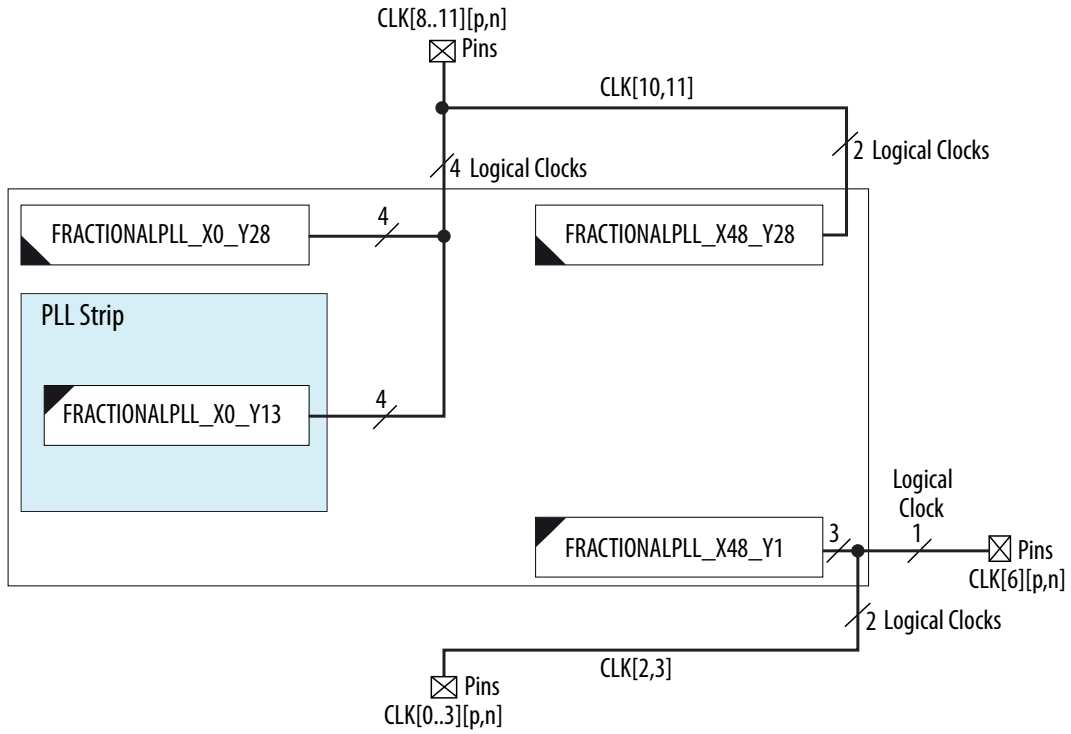 CLK[8..11][p,n]
Pins
CLK[10,11]
2 Logical Clocks
4 Logical Clocks
FRACTIONALPLL_X0_Y28
4
FRACTIONALPLL_X48_Y28
PLL Strip
FRACTIONALPLL_X0_Y13
4
Logical
Clock
FRACTIONALPLL_X48_Y1
3
1
Pins
CLK[6][p,n]
2 Logical Clocks
CLK[2,3]
Pins
CLK[0..3][p,n]